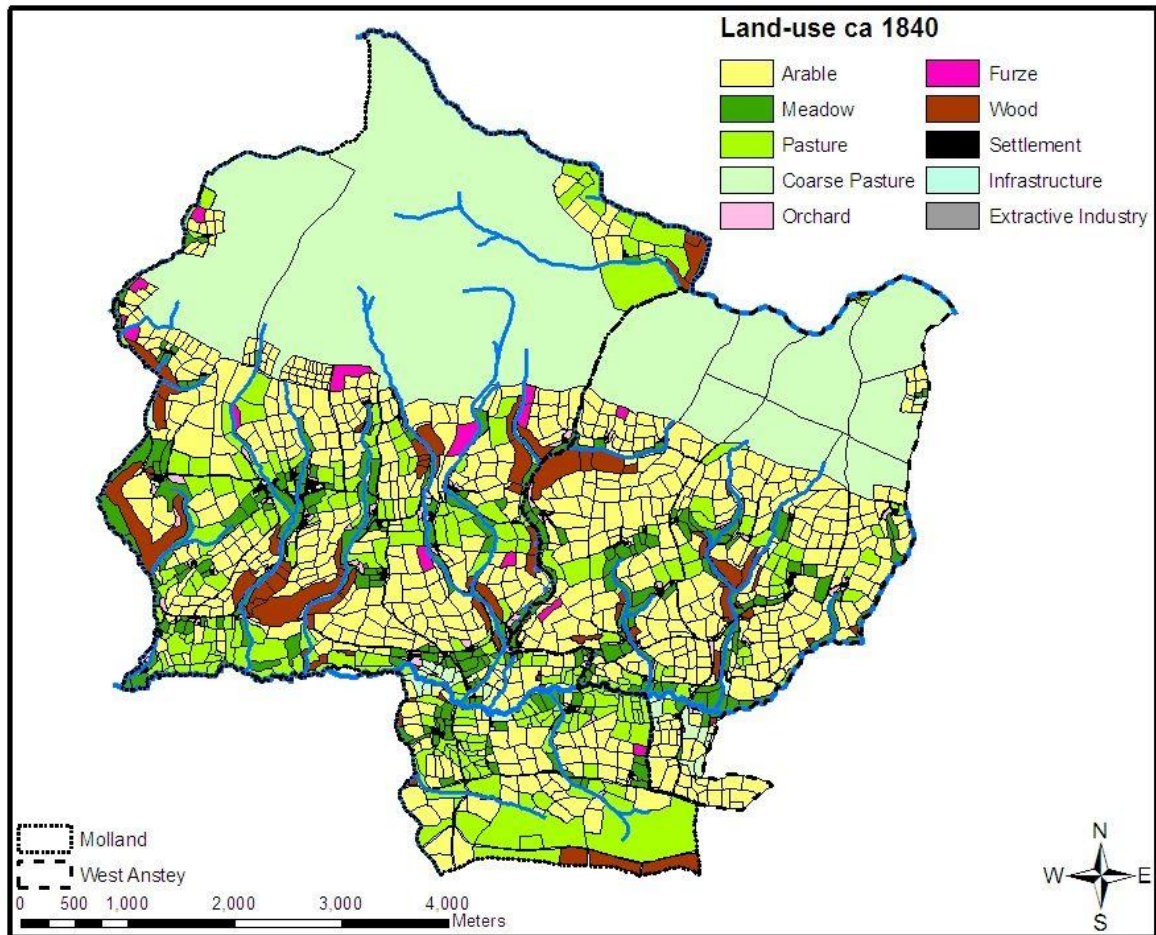 Land-use ca 1840
Arable
Furze
Meadow
Wood
Pasture
Settlement
Coarse Pasture
Infrastructure
Orchard
Extractive Industry
Molland
West Anstey
0 500 1,000 2,000 3,000 4,000
Meters
N
W E
S